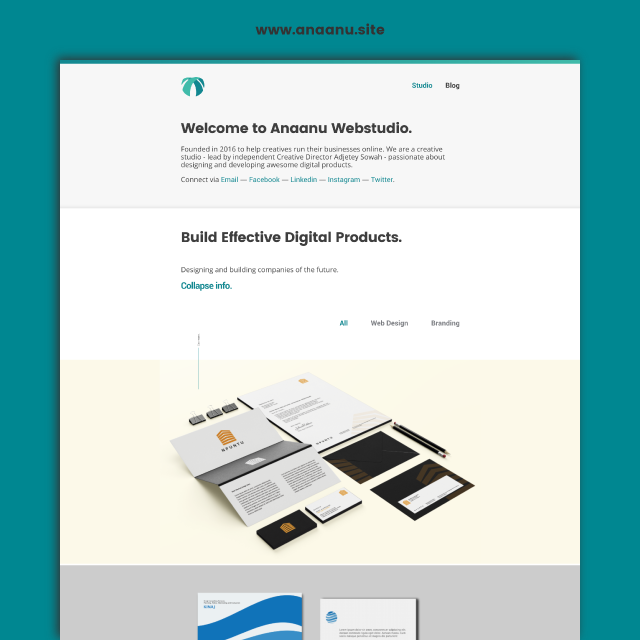 www.anaanu.site
Studio Blog
Welcome to Anaanu Webstudio.
Founded in 2016 to help creatives run their businesses online. We are a creative
studio - lead by independent Creative Director Adjetey Sowah - passionate about
designing and developing awesome digital products.
Connect via Email — Facebook — Linkedin — Instagram — Twitter.
Build Effective Digital Products.
Designing and building companies of the future.
Collapse info.
All Web Design Branding